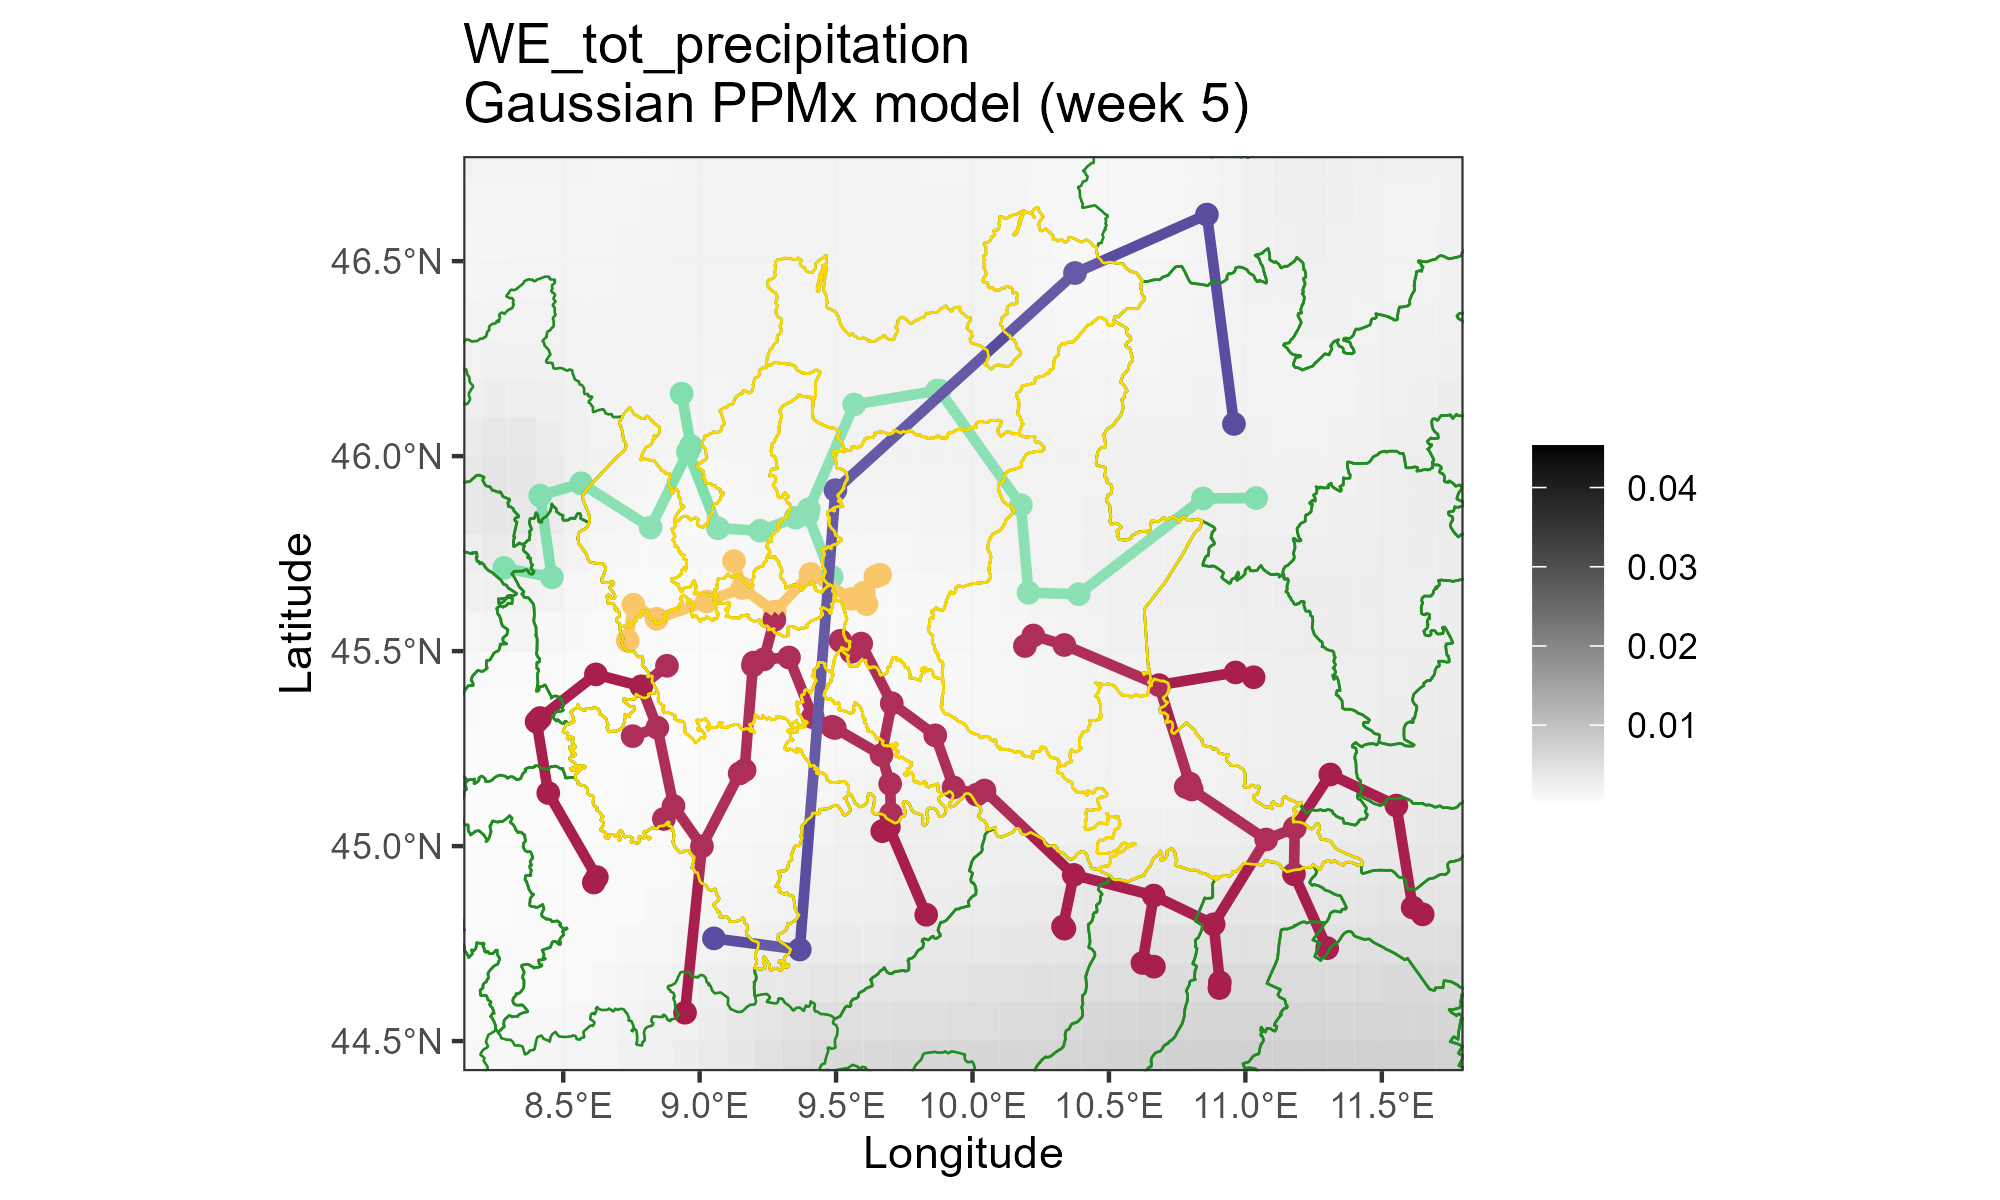 WE_tot_precipitation
Gaussian PPMx model (week 5)
46.5°N
46.0°N
45.5°N
45.0°N
44.5°N
Latitude
8.5°E
9.0°E
9.5°E
10.0°E
10.5°E
11.0°E
11.5°E
Longitude
0.04
0.03
0.02
0.01